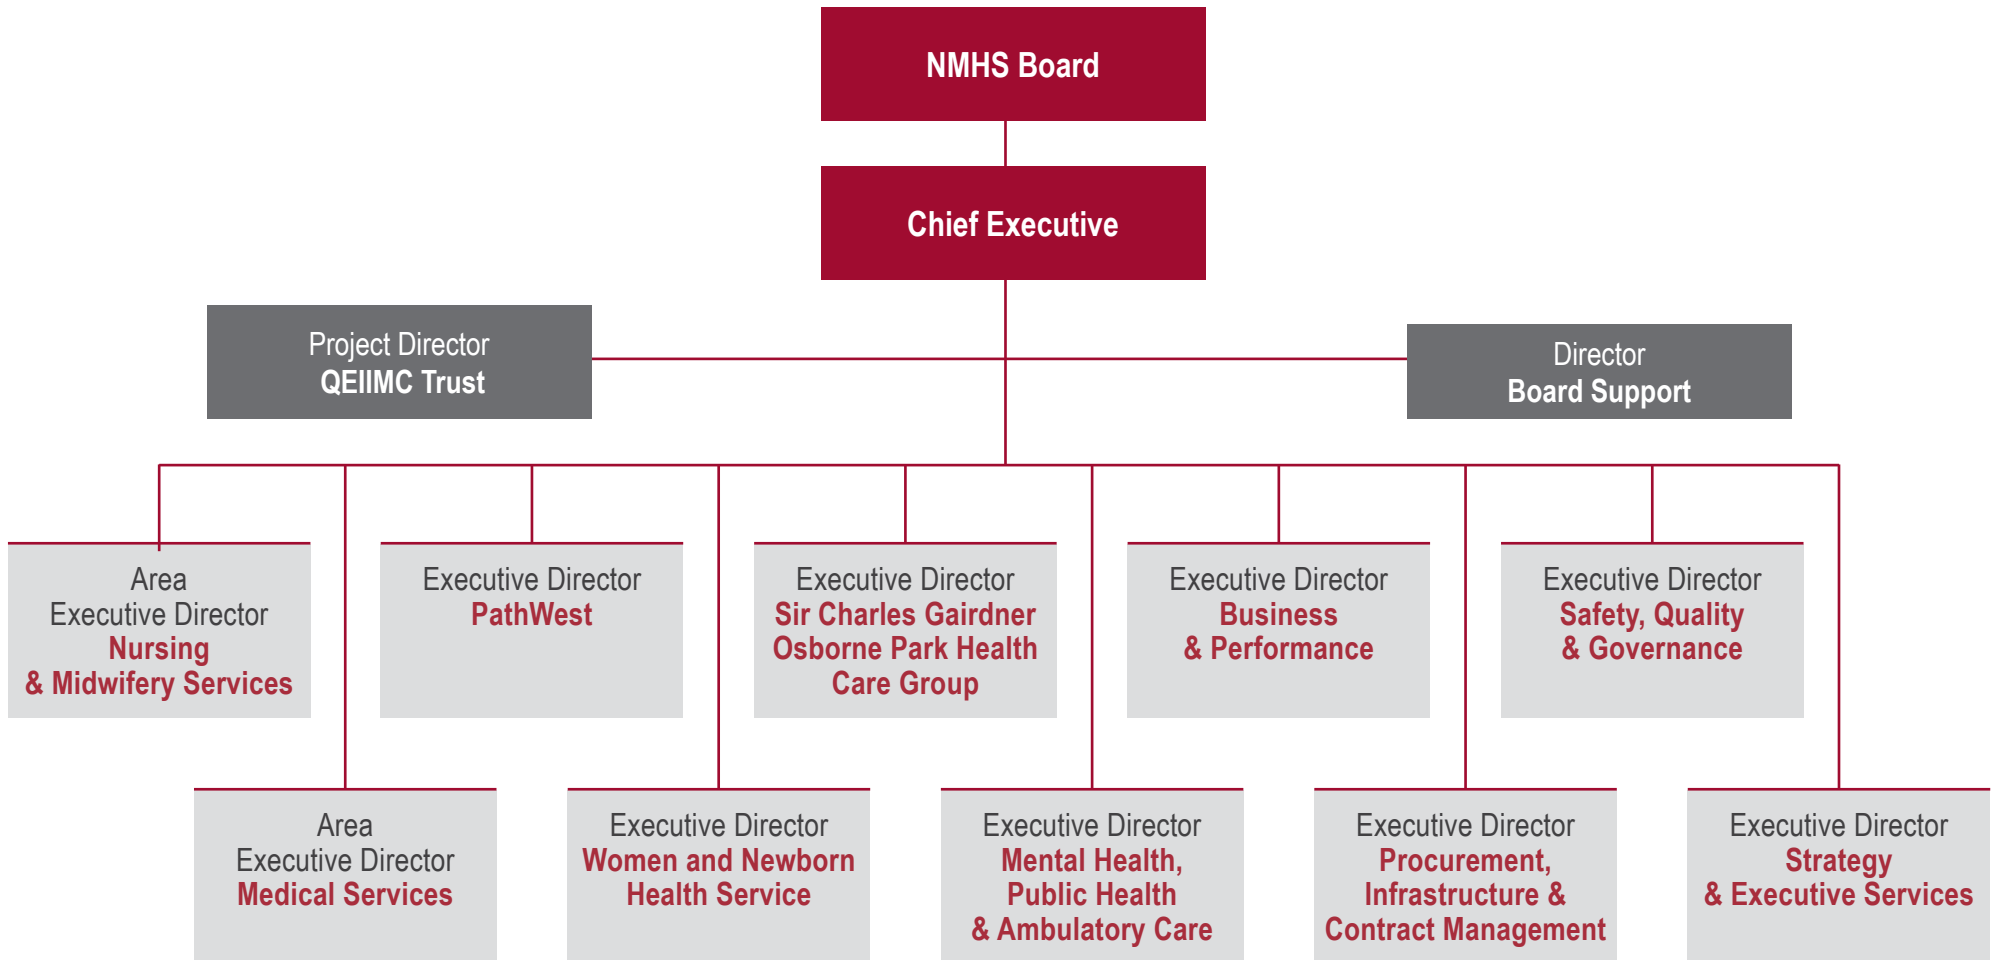 NMHS Board
Chief Executive
Project Director
QEIIMC Trust
Director
Board Support
Area
Executive Director
Nursing
& Midwifery Services
Executive Director
PathWest
Executive Director
Sir Charles Gairdner
Osborne Park Health
Care Group
Executive Director
Business
& Performance
Executive Director
Safety, Quality
& Governance
Area
Executive Director
Medical Services
Executive Director
Women and Newborn
Health Service
Executive Director
Mental Health,
Public Health
& Ambulatory Care
Executive Director
Procurement,
Infrastructure &
Contract Management
Executive Director
Strategy
& Executive Services